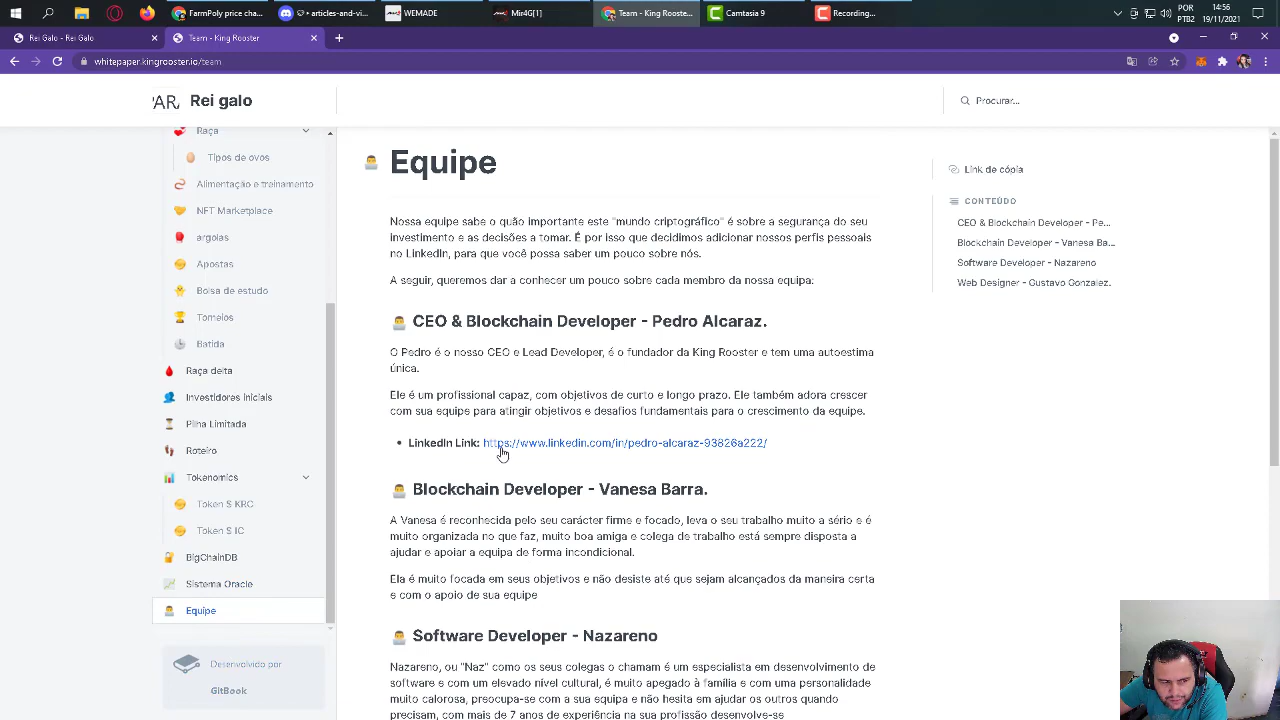 FarmPoly price cha...
• articles-and-vi...
WEMADE
Mir4G[1]
Team - King Rooste...
Camtasia 9
Recording...
POR
PTB2
14:56
19/11/2021
Rei Galo - Rei Galo
Team - King Rooster
whitepaper.kingrooster.io/team
Rei galo
Procurar...
Raça
Tipos de ovos
Alimentação e treinamento
NFT Marketplace
argolas
Apostas
Bolsa de estudo
Torneios
Batida
Raça delta
Investidores iniciais
Pilha Limitada
Roteiro
Tokenomics
Token $ KRC
Token $ IC
BigChainDB
Sistema Oracle
Equipe
Desenvolvido por
GitBook
Equipe
Nossa equipe sabe o quão importante este "mundo criptográfico" é sobre a segurança do seu
investimento e as decisões a tomar. É por isso que decidimos adicionar nossos perfis pessoais
no LinkedIn, para que você possa saber um pouco sobre nós.
A seguir, queremos dar a conhecer um pouco sobre cada membro da nossa equipa:
CEO & Blockchain Developer - Pedro Alcaraz.
O Pedro é o nosso CEO e Lead Developer, é o fundador da King Rooster e tem uma autoestima
única.
Ele é um profissional capaz, com objetivos de curto e longo prazo. Ele também adora crescer
com sua equipe para atingir objetivos e desafios fundamentais para o crescimento da equipe.
• LinkedIn Link: https://www.linkedin.com/in/pedro-alcaraz-93826a222/
Blockchain Developer - Vanesa Barra.
A Vanesa é reconhecida pelo seu carácter firme e focado, leva o seu trabalho muito a sério e é
muito organizada no que faz, muito boa amiga e colega de trabalho está sempre disposta a
ajudar e apoiar a equipa de forma incondicional.
Ela é muito focada em seus objetivos e não desiste até que sejam alcançados da maneira certa
e com o apoio de sua equipe
Software Developer - Nazareno
Nazareno, ou "Naz" como os seus colegas o chamam é um especialista em desenvolvimento de
software e com um elevado nível cultural, é muito apegado à família e com uma personalidade
muito calorosa, preocupa-se com a sua equipa e não hesita em ajudar os outros quando
precisam, com mais de 7 anos de experiência na sua profissão desenvolve-se
Link de cópia
CONTEÚDO
CEO & Blockchain Developer - Pe...
Blockchain Developer - Vanesa Ba...
Software Developer - Nazareno
Web Designer - Gustavo Gonzalez.